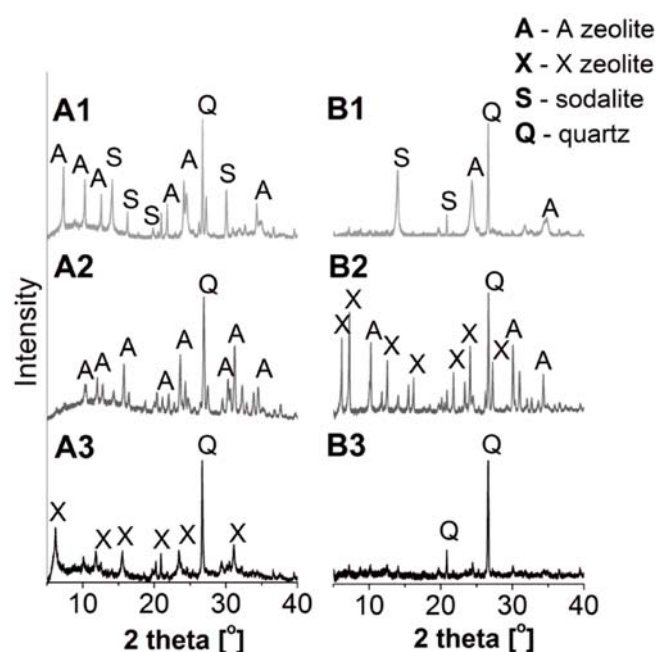 A - A zeolite
X - X zeolite
S - sodalite
Q - quartz
Intensity
A1
A A A S S S A A Q S A
B1
S S A Q A
A2
A A A A A Q A A A
B2
X X A X X X X Q X A A
A3
X X X X X Q X
B3
Q Q
10 20 30 40
10 20 30 40
2 theta [°]
2 theta [°]